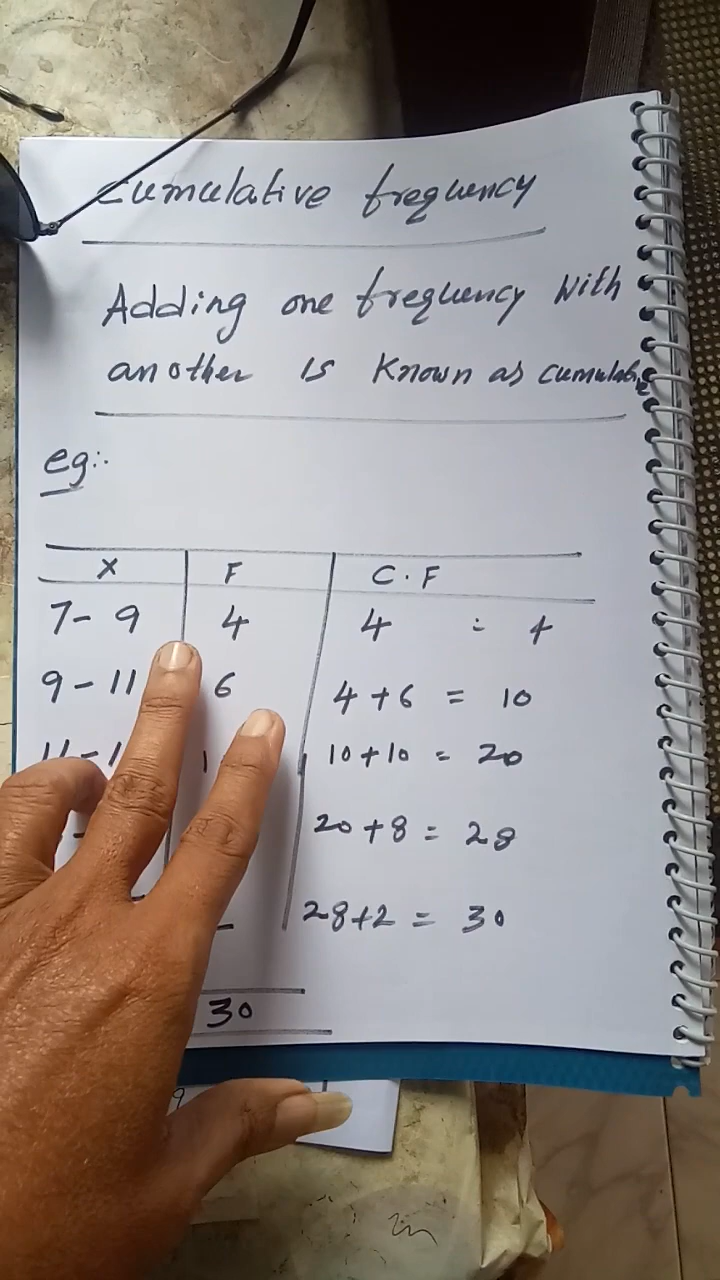 Cumulative frequency
Adding one frequency with
another is known as cumulative
eg:-
X F C.F
7-9 4 4 = 4
9-11 6 4+6 = 10
10+10 = 20
20+8 = 28
28+2 = 30
30